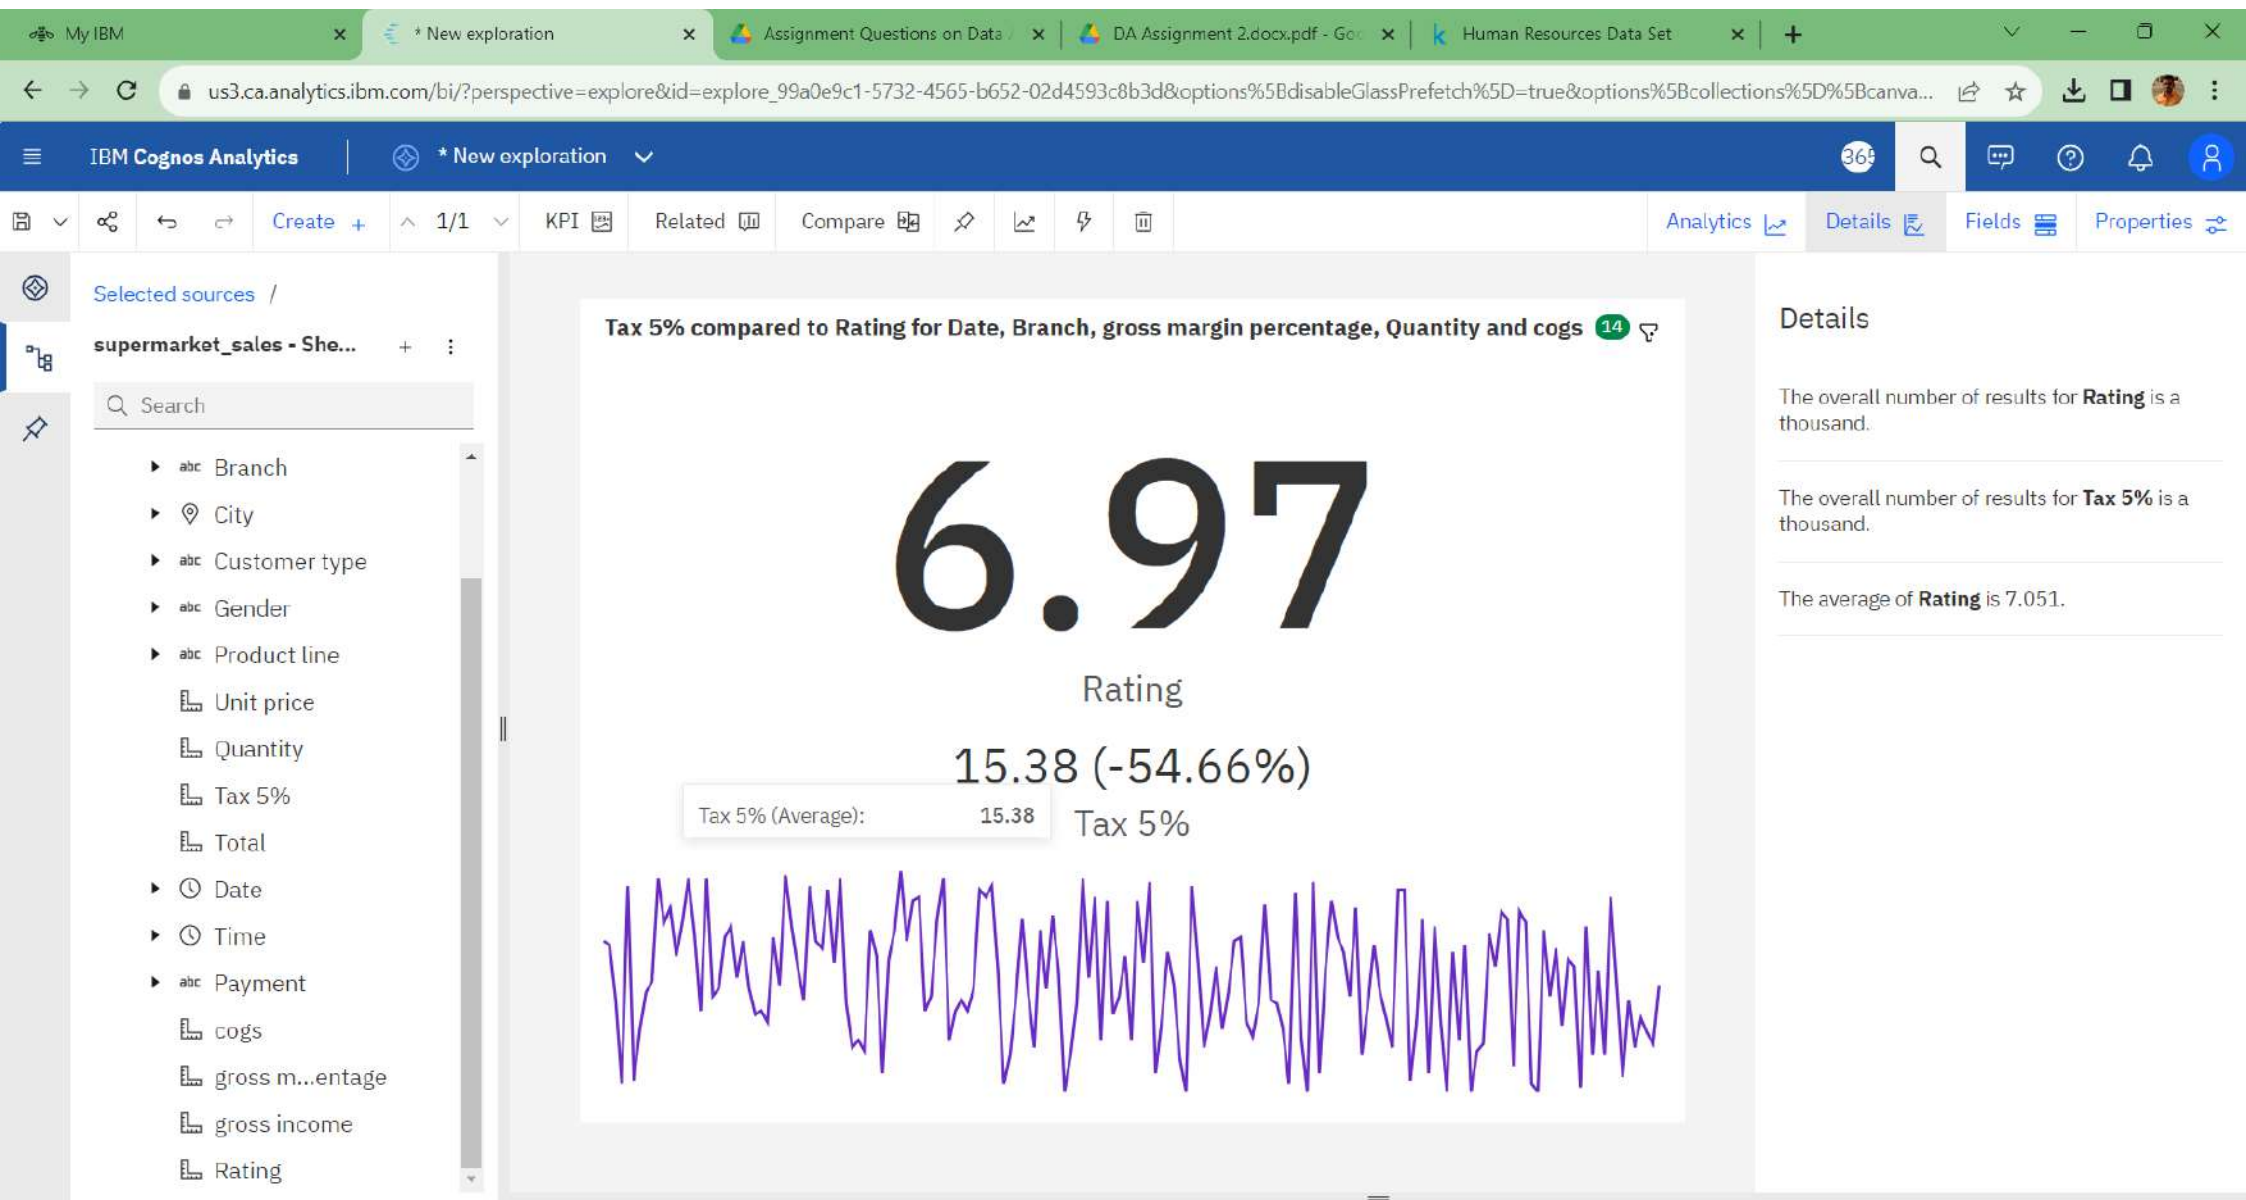 My IBM
* New exploration
Assignment Questions on Data
DA Assignment 2.docx.pdf - Goo
Human Resources Data Set
us3.ca.analytics.ibm.com/bi/?perspective=explore&id=explore_99a0e9c1-5732-4565-b652-02d4593c8b3d&options%5BdisableGlassPrefetch%5D=true&options%5Bcollections%5D%5Bcanva...
IBM Cognos Analytics
* New exploration
365
Create +
1/1
KPI
Related
Compare
Analytics
Details
Fields
Properties
Selected sources /
supermarket_sales - She...
Search
abc Branch
City
abc Customer type
abc Gender
abc Product line
Unit price
Quantity
Tax 5%
Total
Date
Time
abc Payment
cogs
gross m...entage
gross income
Rating
Tax 5% compared to Rating for Date, Branch, gross margin percentage, Quantity and cogs 14
6.97
Rating
15.38 (-54.66%)
Tax 5% (Average): 15.38
Tax 5%
Details
The overall number of results for Rating is a
thousand.
The overall number of results for Tax 5% is a
thousand.
The average of Rating is 7.051.